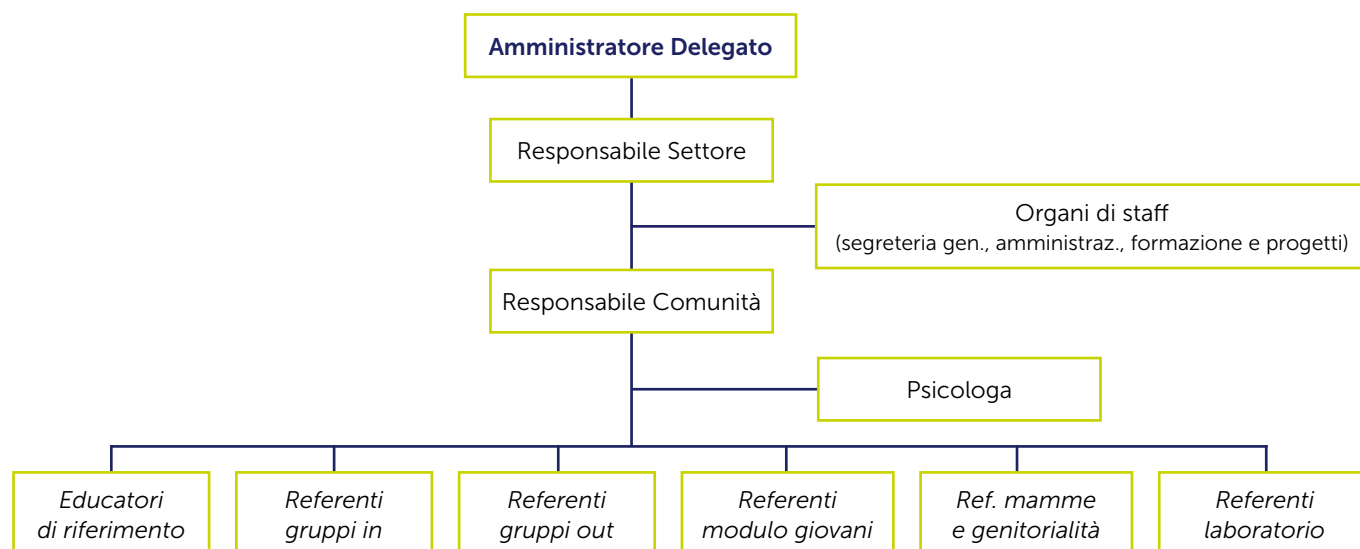 Amministratore Delegato
Responsabile Settore
Organi di staff
(segreteria gen., amministraz., formazione e progetti)
Responsabile Comunità
Psicologa
Educatori
di riferimento
Referenti
gruppi in
Referenti
gruppi out
Referenti
modulo giovani
Ref. mamme
e genitorialità
Referenti
laboratorio